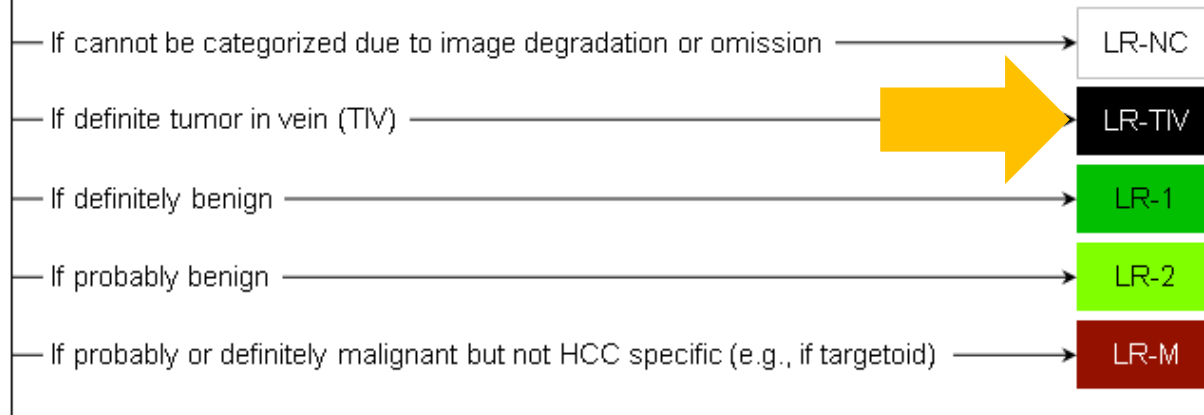 If cannot be categorized due to image degradation or omission LR-NC
If definite tumor in vein (TIV) LR-TIV
If definitely benign LR-1
If probably benign LR-2
If probably or definitely malignant but not HCC specific (e.g., if targetoid) LR-M